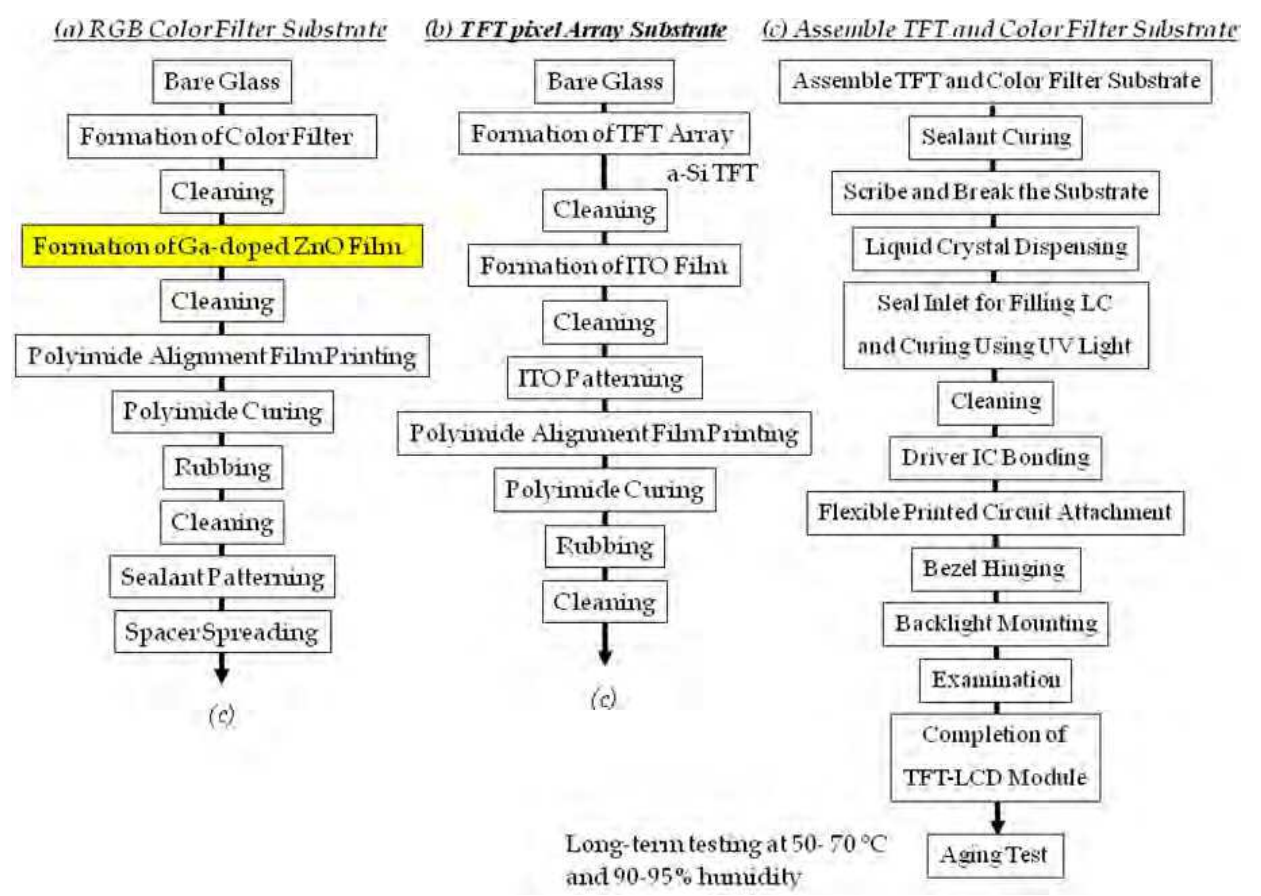 (a) RGB Color Filter Substrate
Bare Glass
Formation of Color Filter
Cleaning
Formation of Ga-doped ZnO Film
Cleaning
Polyimide Alignment Film Printing
Polyimide Curing
Rubbing
Cleaning
Sealant Patterning
Spacer Spreading
(c)
(b) TFT pixel Array Substrate
Bare Glass
Formation of TFT Array
a-Si TFT
Cleaning
Formation of ITO Film
Cleaning
ITO Patterning
Polyimide Alignment Film Printing
Polyimide Curing
Rubbing
Cleaning
(c)
(c) Assemble TFT and Color Filter Substrate
Assemble TFT and Color Filter Substrate
Sealant Curing
Scribe and Break the Substrate
Liquid Crystal Dispensing
Seal Inlet for Filling LC
and Curing Using UV Light
Cleaning
Driver IC Bonding
Flexible Printed Circuit Attachment
Bezel Hinging
Backlight Mounting
Examination
Completion of
TFT-LCD Module
Aging Test
Long-term testing at 50- 70 °C
and 90-95% humidity